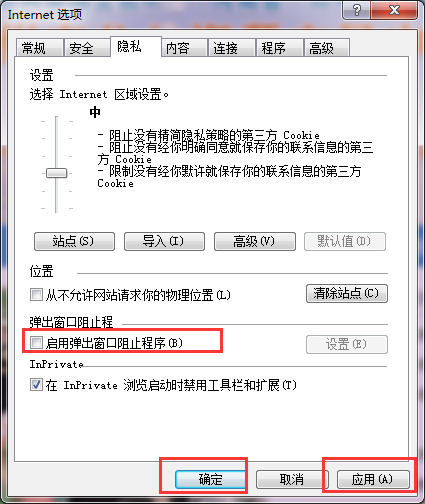 Internet 选项
常规 安全 隐私 内容 连接 程序 高级
设置
选择 Internet 区域设置。
中
- 阻止没有精简隐私策略的第三方 Cookie
- 阻止没有经你明确同意就保存你的联系信息的第三
方 Cookie
- 限制没有经你默许就保存你的联系信息的第三方
Cookie
站点(S) 导入(I) 高级(V) 默认值(D)
位置
从不允许网站请求你的物理位置(L) 清除站点(C)
弹出窗口阻止程
启用弹出窗口阻止程序(B) 设置(E)
InPrivate
在 InPrivate 浏览启动时禁用工具栏和扩展(T)
确定 取消 应用(A)